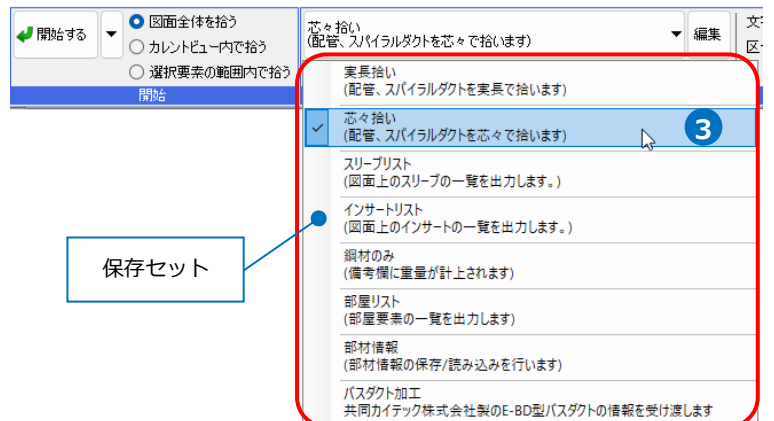 開始する
図面全体を拾う
カレントビュー内で拾う
選択要素の範囲内で拾う
開始
芯々拾い
(配管、スパイラルダクトを芯々で拾います)
編集
実長拾い
(配管、スパイラルダクトを実長で拾います)
芯々拾い
(配管、スパイラルダクトを芯々で拾います)
3
スリーブリスト
(図面上のスリーブの一覧を出力します。)
インサートリスト
(図面上のインサートの一覧を出力します。)
保存セット
鋼材のみ
(備考欄に重量が計上されます)
部屋リスト
(部屋要素の一覧を出力します)
部材情報
(部材情報の保存/読み込みを行います)
バスダクト加工
共同カイテック株式会社製のE-BD型バスダクトの情報を受け渡します